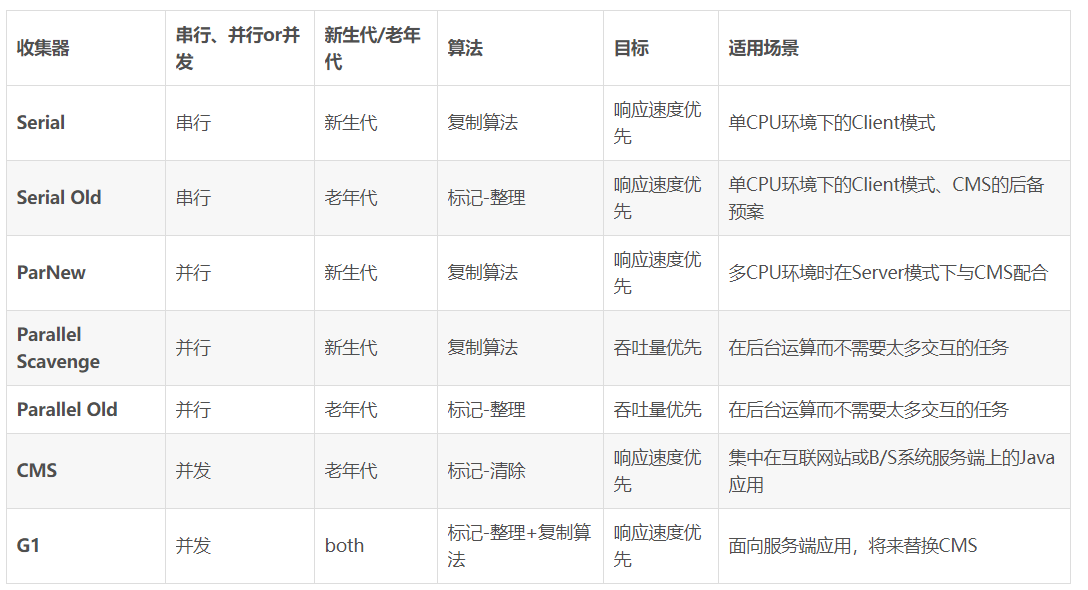 收集器
串行、并行or并
发
新生代/老年
代
算法
目标
适用场景
Serial
串行
新生代
复制算法
响应速度优
先
单CPU环境下的Client模式
Serial Old
串行
老年代
标记-整理
响应速度优
先
单CPU环境下的Client模式、CMS的后备
预案
ParNew
并行
新生代
复制算法
响应速度优
先
多CPU环境时在Server模式下与CMS配合
Parallel
Scavenge
并行
新生代
复制算法
吞吐量优先
在后台运算而不需要太多交互的任务
Parallel Old
并行
老年代
标记-整理
吞吐量优先
在后台运算而不需要太多交互的任务
CMS
并发
老年代
标记-清除
响应速度优
先
集中在互联网站或B/S系统服务端上的Java
应用
G1
并发
both
标记-整理+复制算
法
响应速度优
先
面向服务端应用，将来替换CMS